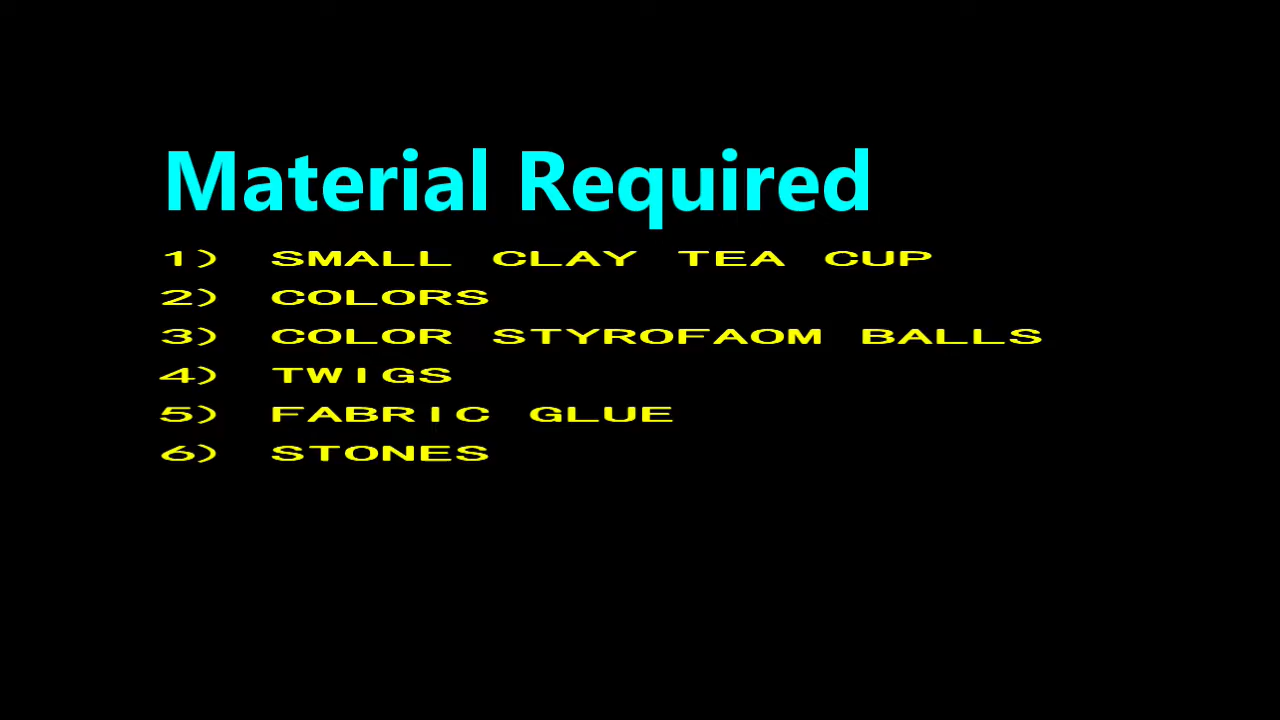 Material Required
1) SMALL CLAY TEA CUP
2) COLORS
3) COLOR STYROFAOM BALLS
4) TWIGS
5) FABRIC GLUE
6) STONES